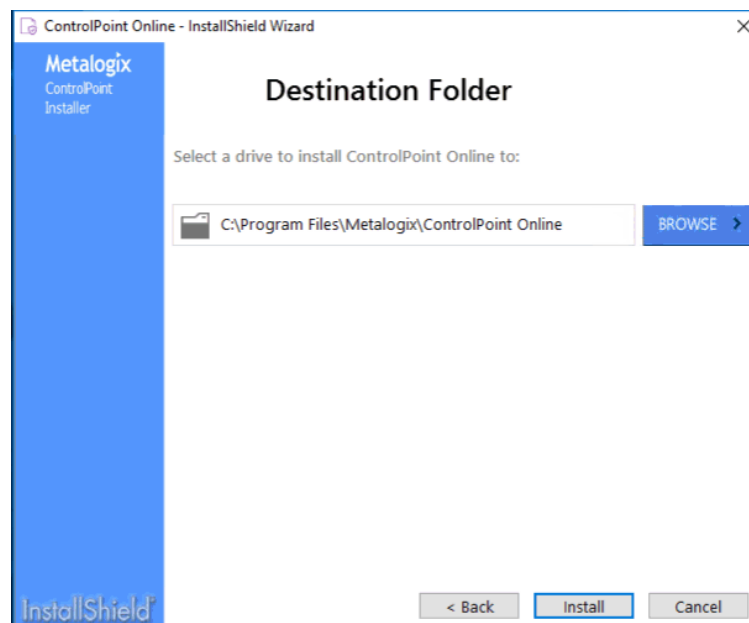 ControlPoint Online - InstallShield Wizard
Metalogix
ControlPoint
Installer
Destination Folder
Select a drive to install ControlPoint Online to:
C:\Program Files\Metalogix\ControlPoint Online
BROWSE
InstallShield
< Back
Install
Cancel